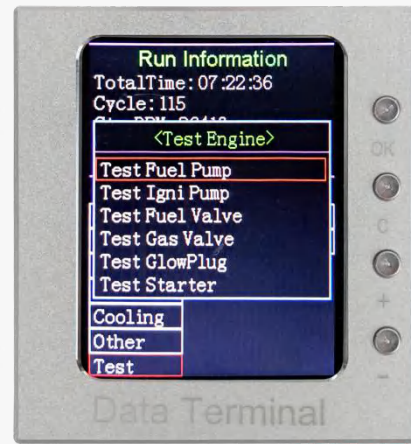 Run Information
TotalTime: 07:22:36
Cycle: 115
<Test Engine>
Test Fuel Pump
Test Igni Pump
Test Fuel Valve
Test Gas Valve
Test GlowPlug
Test Starter
Cooling
Other
Test
OK
C
+
-
Data Terminal